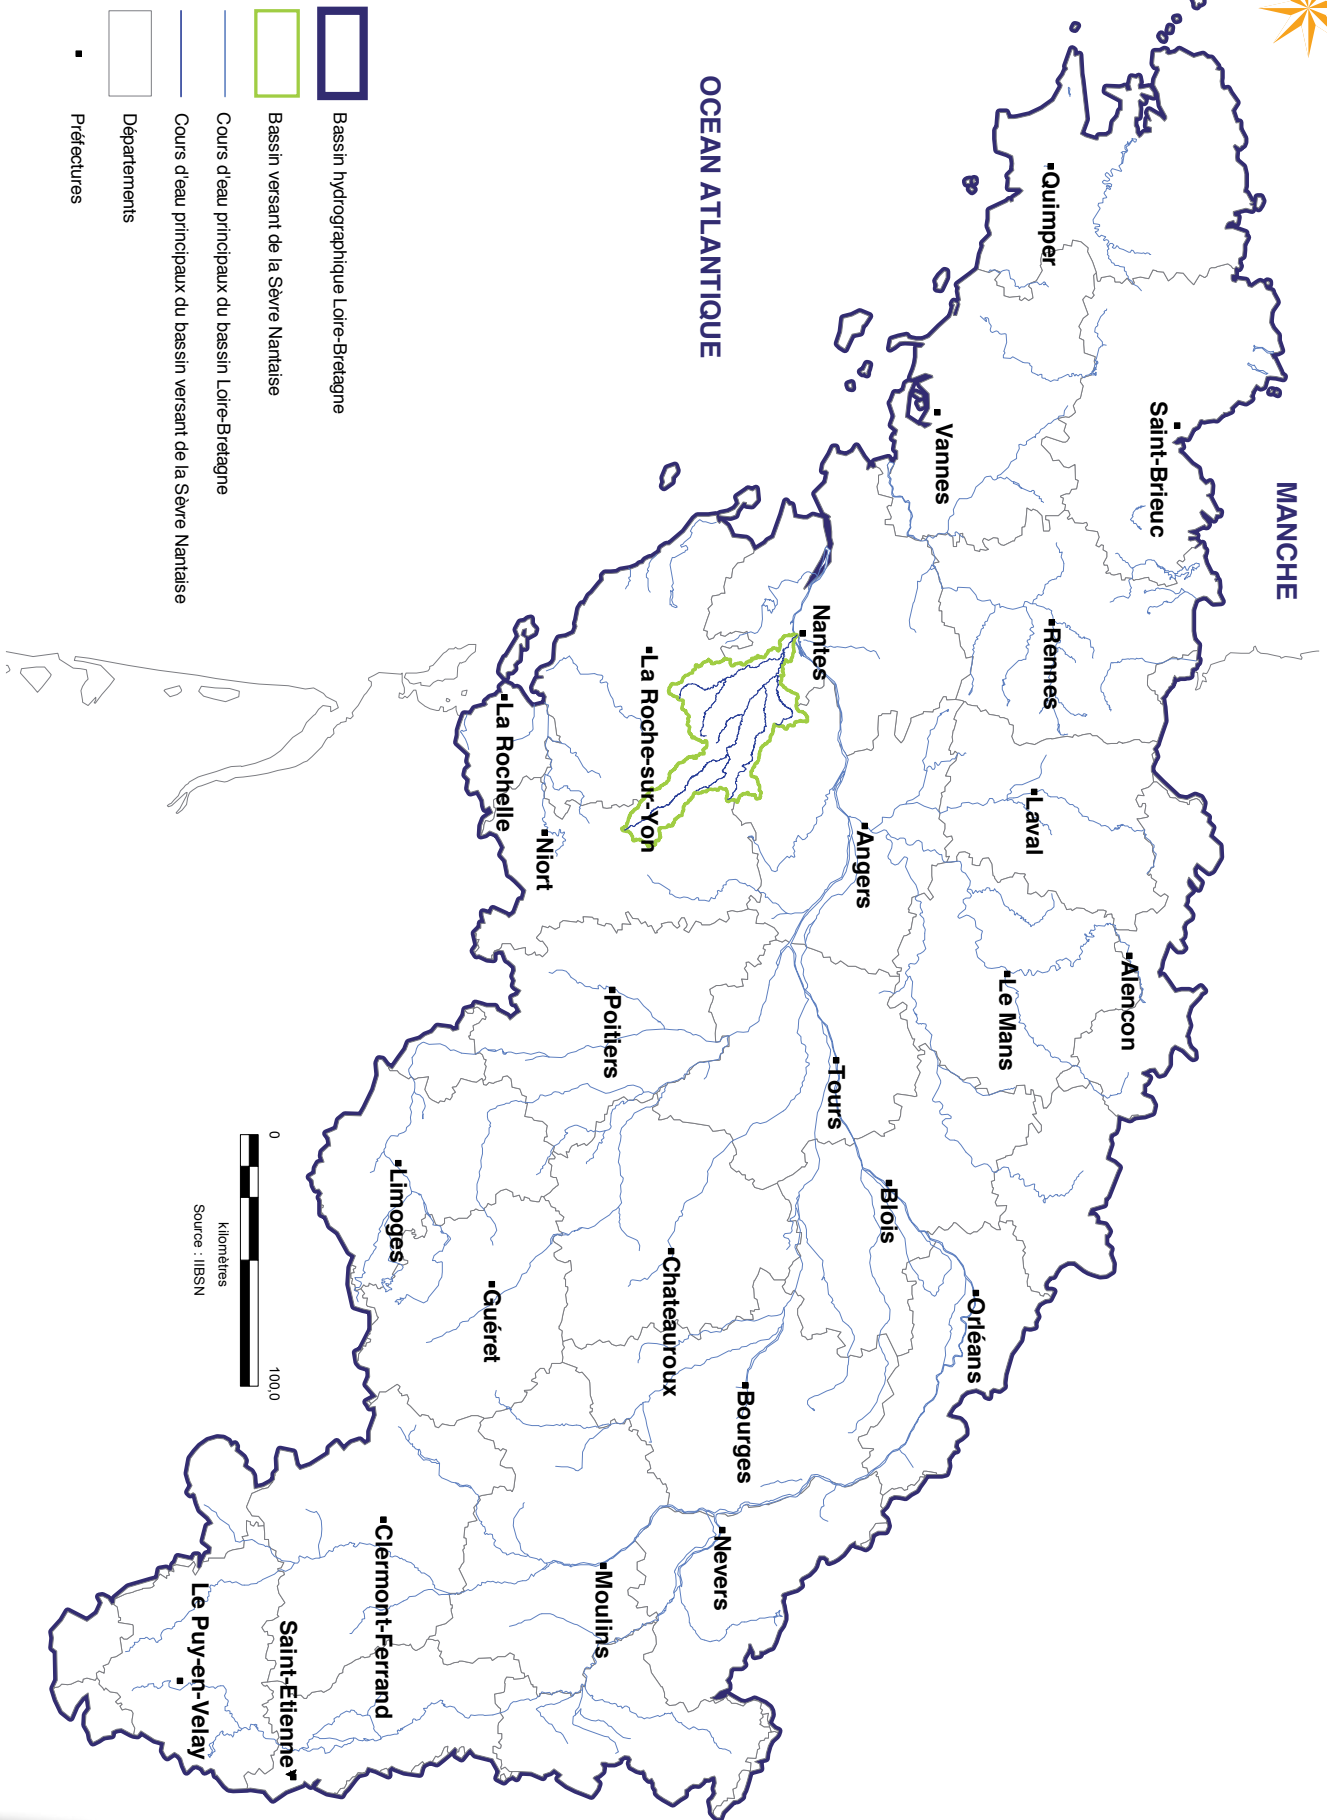 MANCHE
OCEAN ATLANTIQUE
Quimper
Saint-Brieuc
Vannes
Rennes
Nantes
La Roche-sur-Yon
La Rochelle
Niort
Laval
Angers
Alencon
Le Mans
Poitiers
Tours
Blois
Orléans
Limoges
Guéret
Chateauroux
Bourges
Nevers
Moulins
Clermont-Ferrand
Saint-Etienne
Le Puy-en-Velay
Bassin hydrographique Loire-Bretagne
Bassin versant de la Sèvre Nantaise
Cours d'eau principaux du bassin Loire-Bretagne
Cours d'eau principaux du bassin versant de la Sèvre Nantaise
Départements
Préfectures
0
100,0
kilomètres
Source : IIBSN